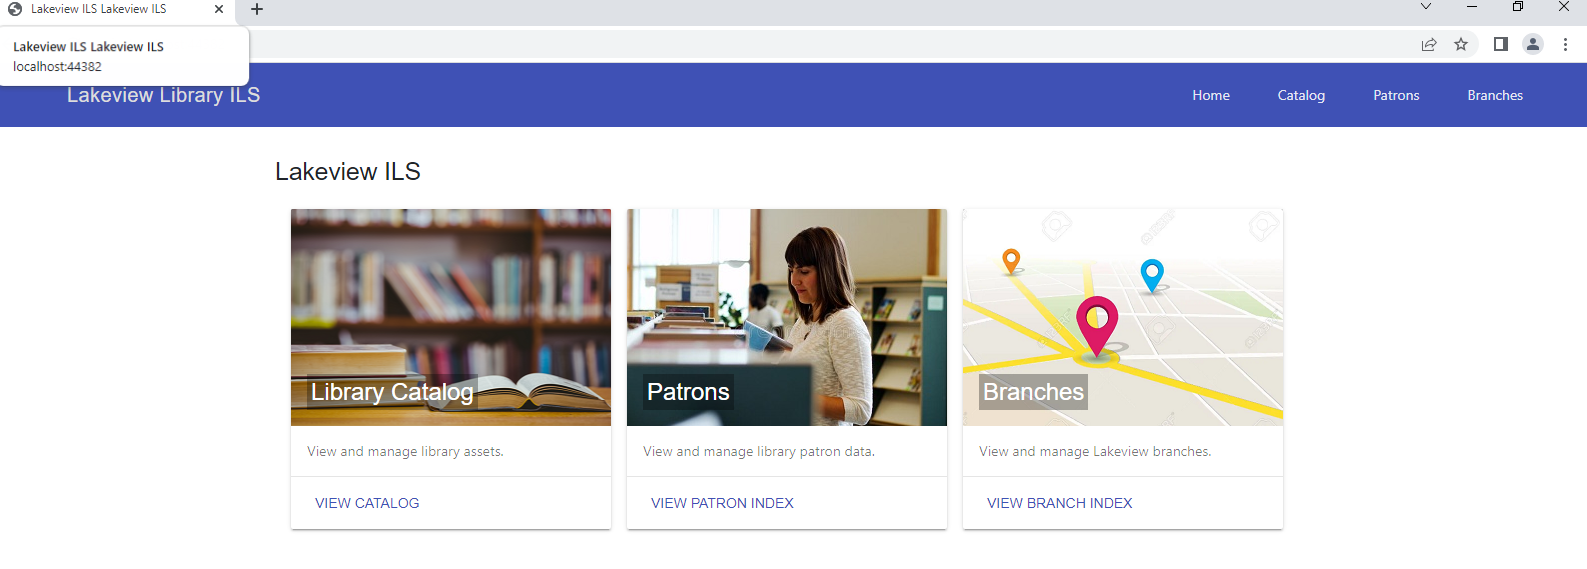 Lakeview ILS Lakeview ILS
Lakeview ILS Lakeview ILS
localhost:44382
Lakeview Library ILS
Home Catalog Patrons Branches
Lakeview ILS
Library Catalog
Patrons
Branches
View and manage library assets.
View and manage library patron data.
View and manage Lakeview branches.
VIEW CATALOG
VIEW PATRON INDEX
VIEW BRANCH INDEX